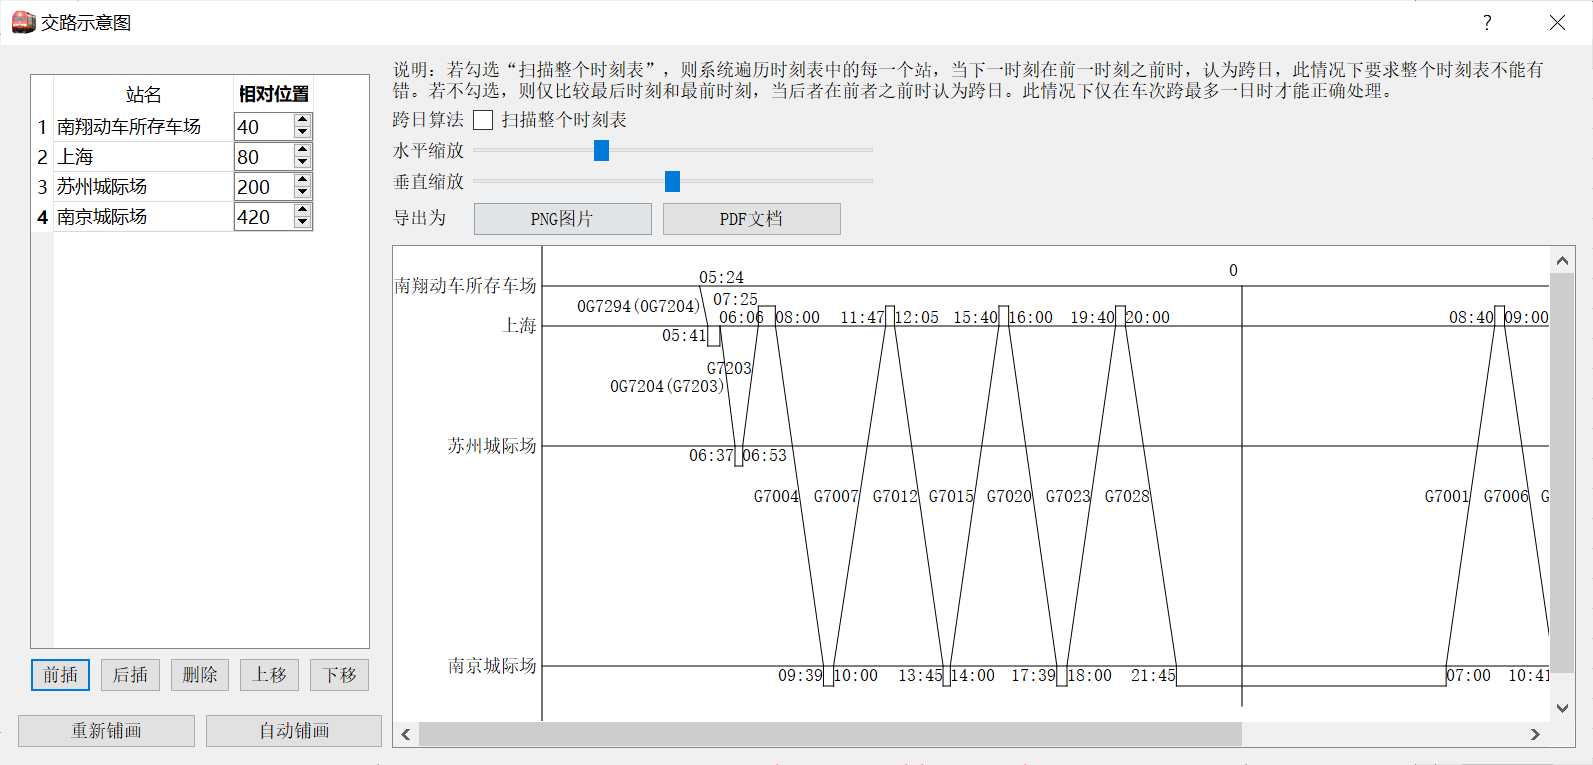 交路示意图
?
站名 相对位置
1 南翔动车所存车场 40
2 上海 80
3 苏州城际场 200
4 南京城际场 420
前插 后插 删除 上移 下移
重新铺画 自动铺画
说明：若勾选“扫描整个时刻表”，则系统遍历时刻表中的每一个站，当下一时刻在前一时刻之前时，认为跨日，此情况下要求整个时刻表不能有
错。若不勾选，则仅比较最后时刻和最前时刻，当后者在前者之前时认为跨日。此情况下仅在车次跨最多一日时才能正确处理。
跨日算法 扫描整个时刻表
水平缩放
垂直缩放
导出为 PNG图片 PDF文档
0
05:24
南翔动车所存车场
0G7294(0G7204) 07:25
上海 06:06 08:00 11:47 12:05 15:40 16:00 19:40 20:00 08:40 09:00
05:41
G7203
0G7204(G7203)
苏州城际场
06:37 06:53
G7004 G7007 G7012 G7015 G7020 G7023 G7028 G7001 G7006 G
南京城际场
09:39 10:00 13:45 14:00 17:39 18:00 21:45 07:00 10:41